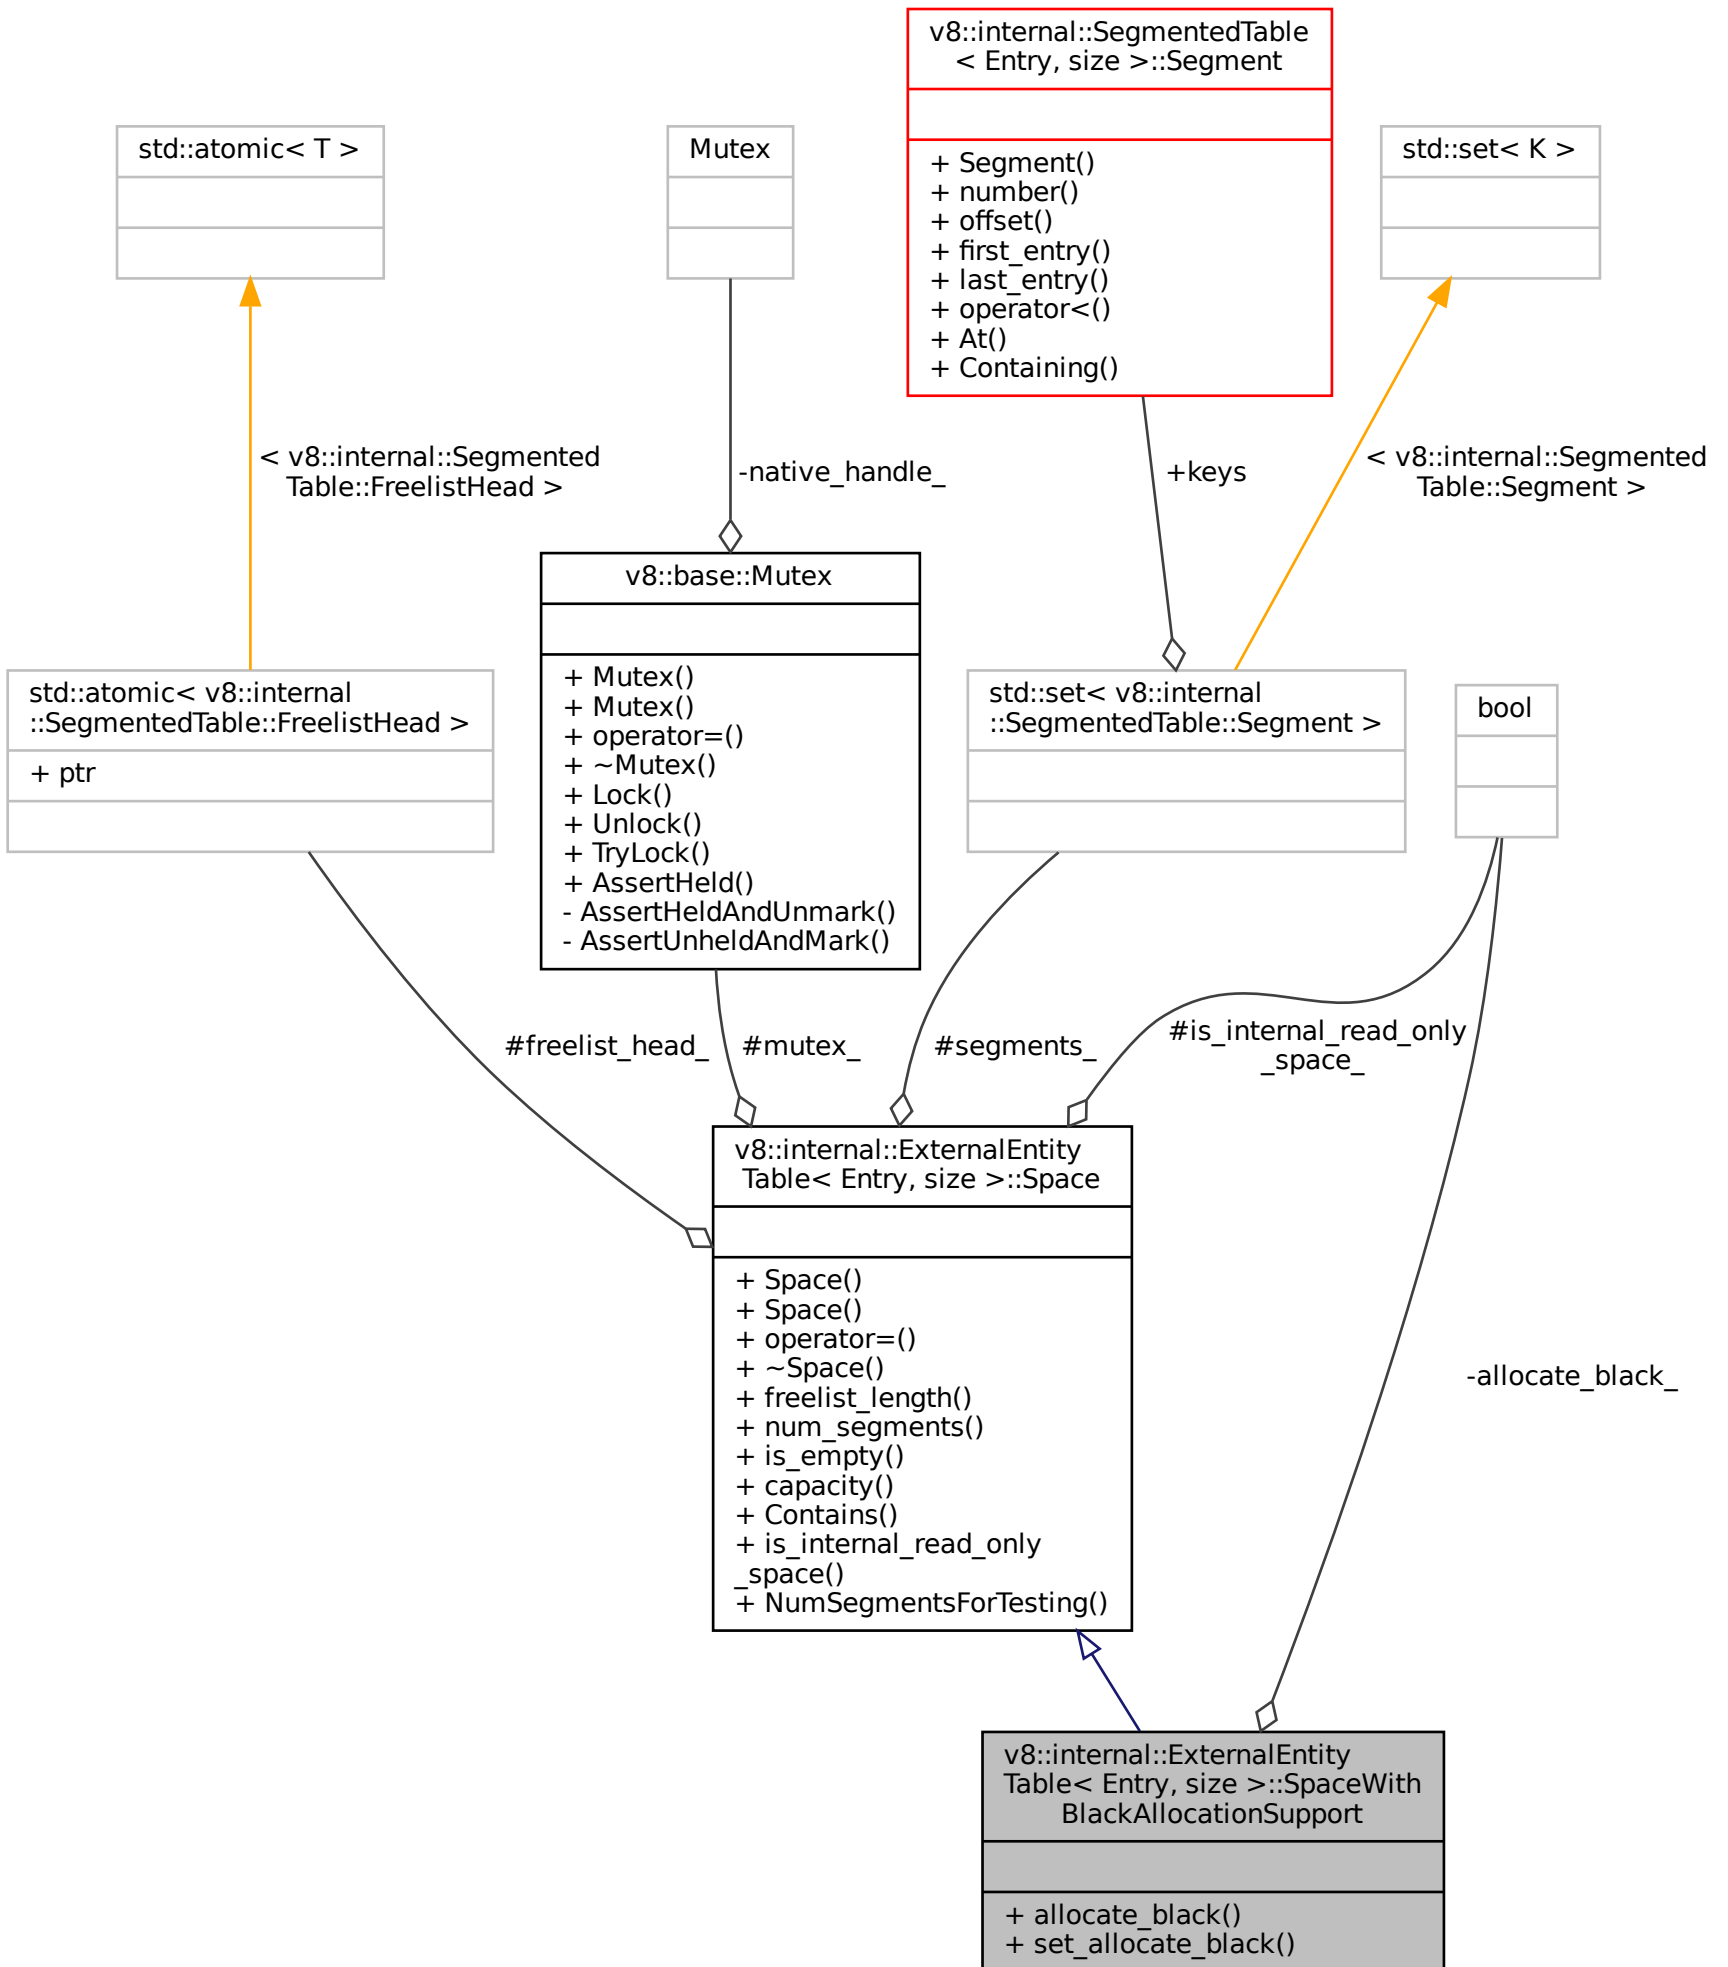 v8::internal::SegmentedTable
< Entry, size >::Segment
+ Segment()
+ number()
+ offset()
+ first_entry()
+ last_entry()
+ operator<()
+ At()
+ Containing()
std::atomic< T >
Mutex
std::set< K >
< v8::internal::Segmented
Table::FreelistHead >
-native_handle_
+keys
< v8::internal::Segmented
Table::Segment >
v8::base::Mutex
+ Mutex()
+ Mutex()
+ operator=()
+ ~Mutex()
+ Lock()
+ Unlock()
+ TryLock()
+ AssertHeld()
- AssertHeldAndUnmark()
- AssertUnheldAndMark()
std::atomic< v8::internal
::SegmentedTable::FreelistHead >
+ ptr
std::set< v8::internal
::SegmentedTable::Segment >
bool
#freelist_head_
#mutex_
#segments_
#is_internal_read_only
_space_
v8::internal::ExternalEntity
Table< Entry, size >::Space
+ Space()
+ Space()
+ operator=()
+ ~Space()
+ freelist_length()
+ num_segments()
+ is_empty()
+ capacity()
+ Contains()
+ is_internal_read_only
_space()
+ NumSegmentsForTesting()
-allocate_black_
v8::internal::ExternalEntity
Table< Entry, size >::SpaceWith
BlackAllocationSupport
+ allocate_black()
+ set_allocate_black()